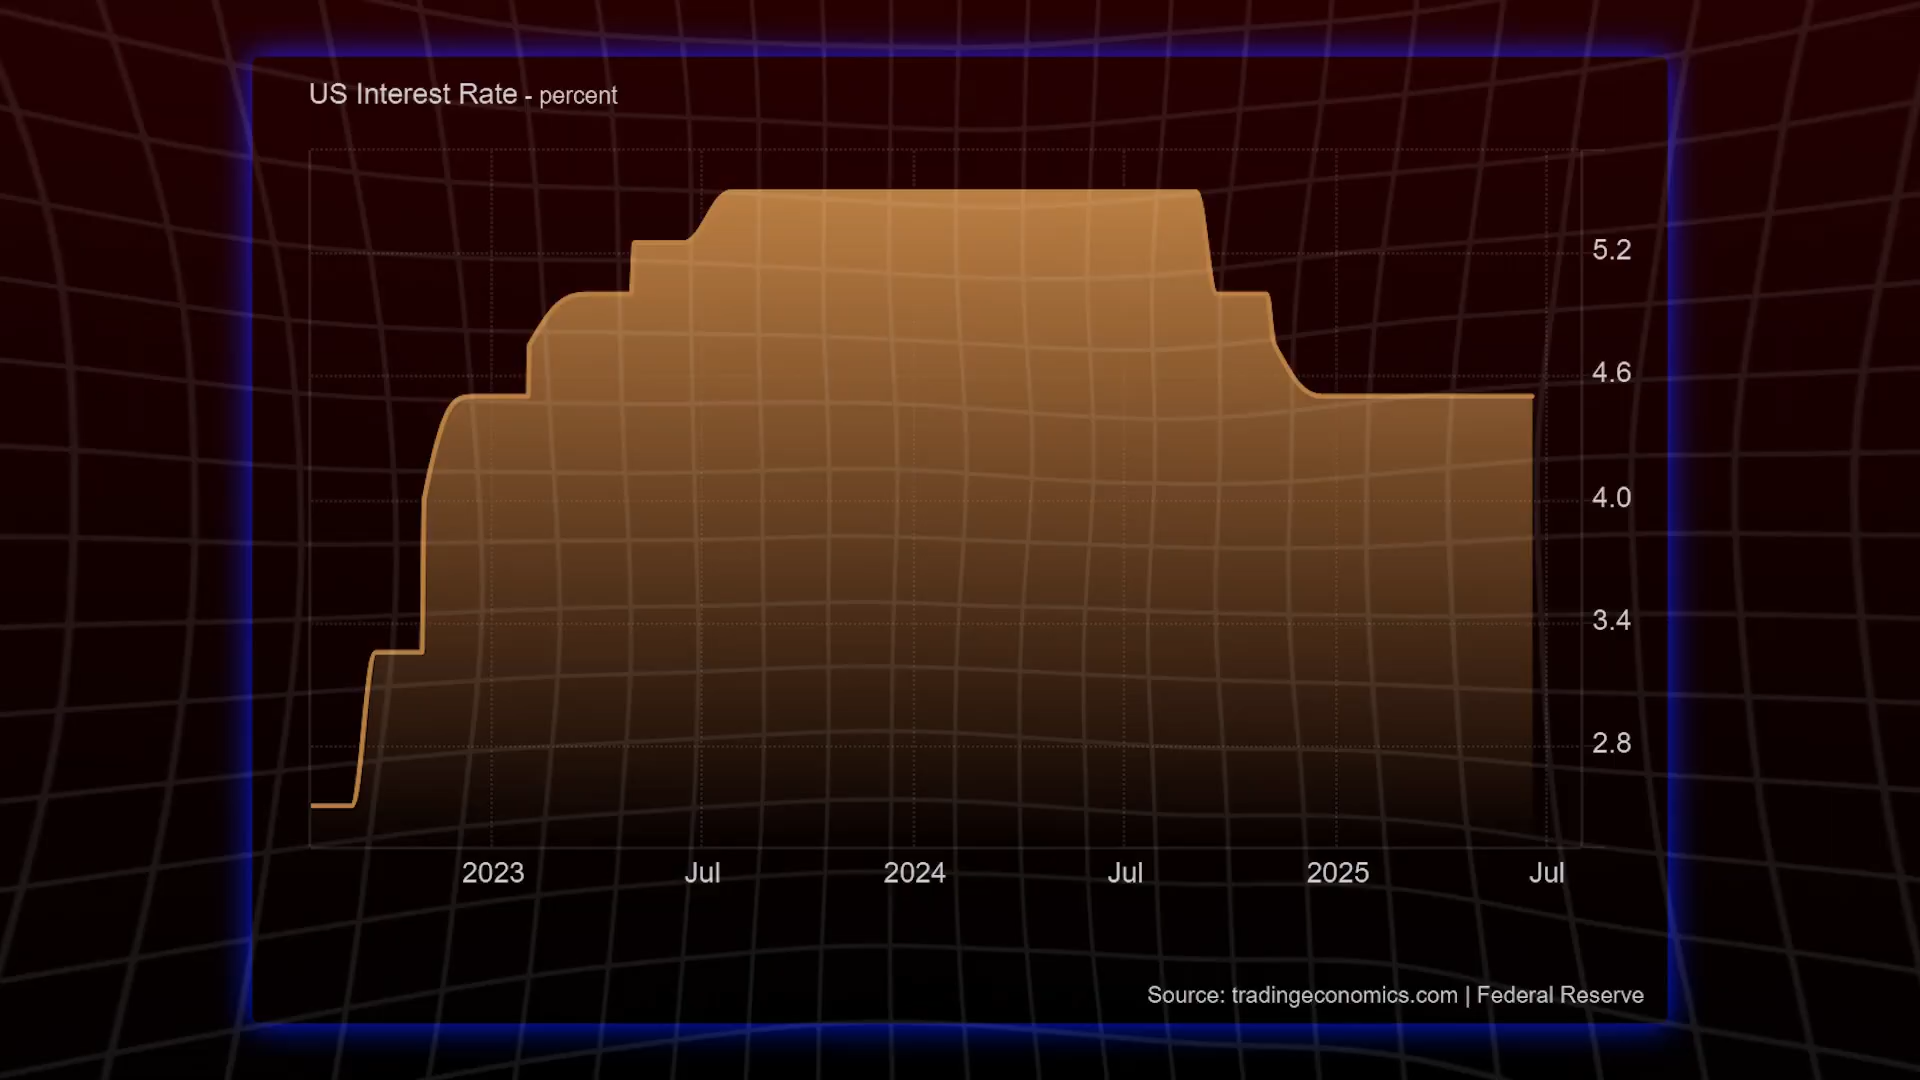 US Interest Rate - percent
5.2
4.6
4.0
3.4
2.8
2023 Jul 2024 Jul 2025 Jul
Source: tradingeconomics.com | Federal Reserve